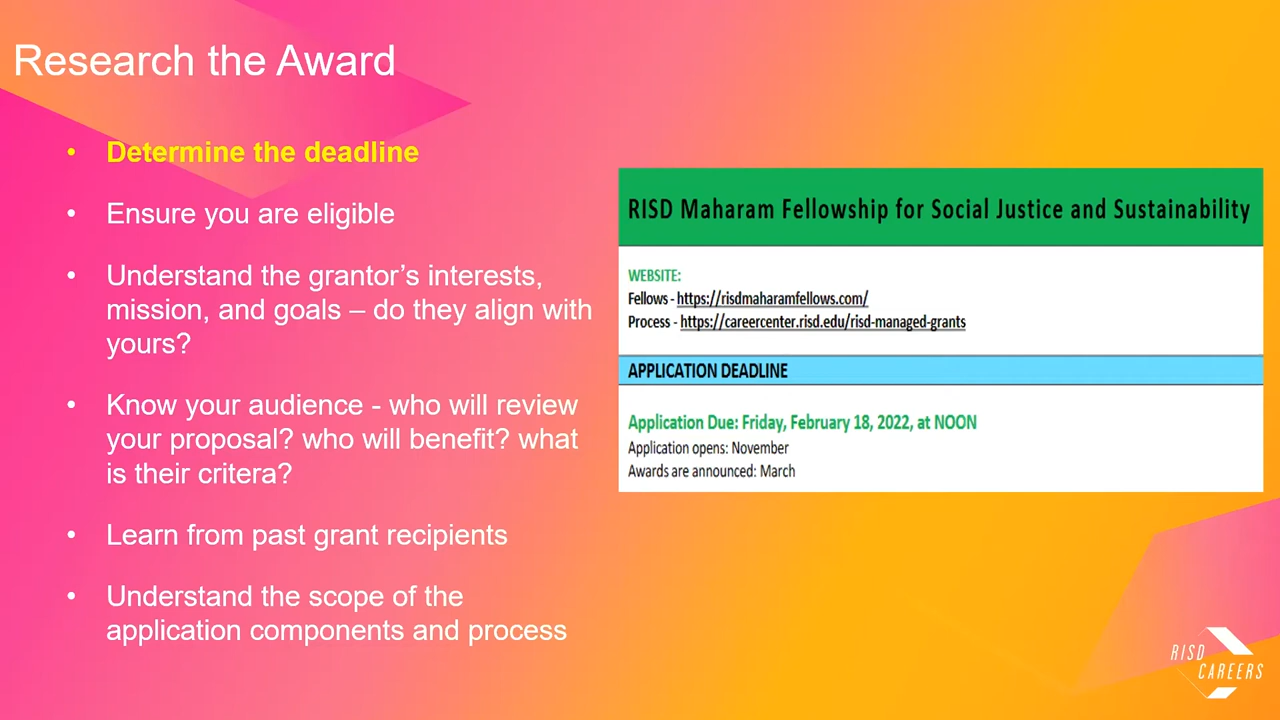 Research the Award
• Determine the deadline
• Ensure you are eligible
• Understand the grantor’s interests,
mission, and goals – do they align with
yours?
• Know your audience - who will review
your proposal? who will benefit? what
is their critera?
• Learn from past grant recipients
• Understand the scope of the
application components and process
RISD Maharam Fellowship for Social Justice and Sustainability
WEBSITE:
Fellows - https://risdmaharamfellows.com/
Process - https://careercenter.risd.edu/risd-managed-grants
APPLICATION DEADLINE
Application Due: Friday, February 18, 2022, at NOON
Application opens: November
Awards are announced: March
RISD
CAREERS